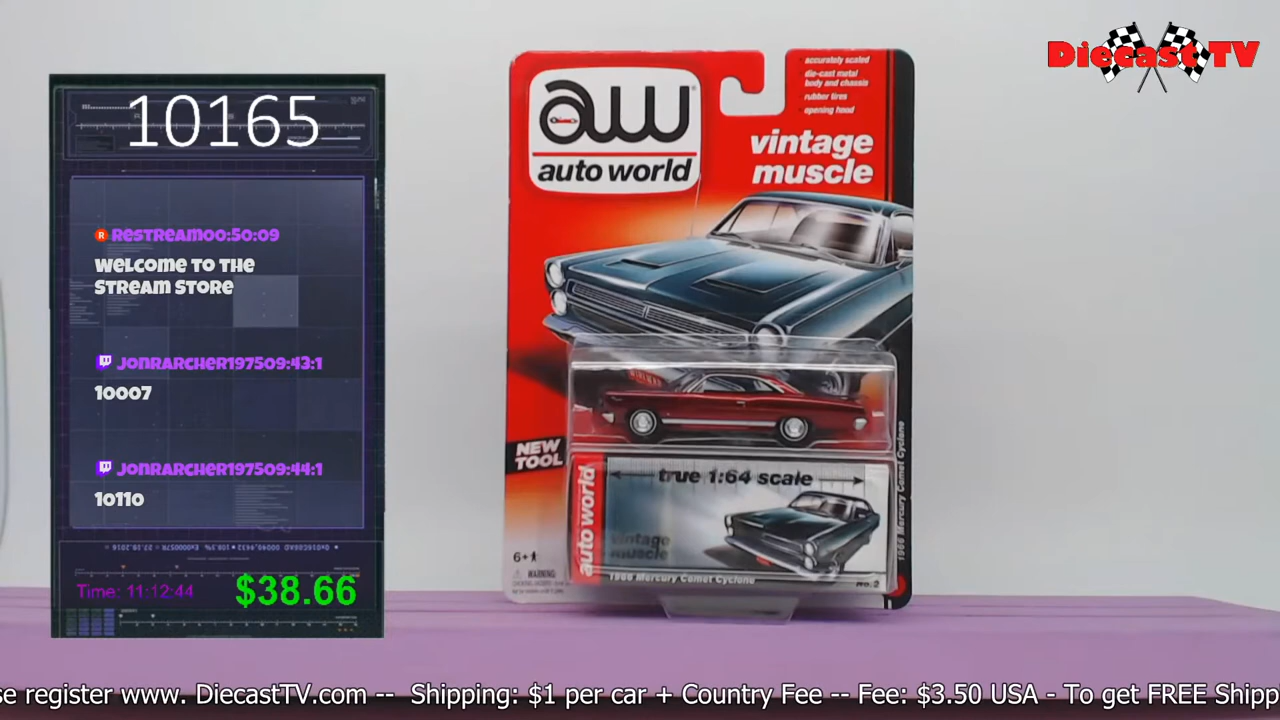 10165
Restream00:50:09
Welcome to the
Stream Store
JonRArcher197509:43:1
10007
JonRArcher197509:44:1
10110
Time: 11:12:44
$38.66
aw
auto world
accurately scaled
die-cast metal
body and chassis
rubber tires
opening hood
vintage
muscle
NEW
TOOL
true 1:64 scale
auto world
vintage
muscle
1966 Mercury Comet Cyclone
no.2
6+
WARNING:
1966 Mercury Comet Cyclone
Diecast TV
se register www. DiecastTV.com -- Shipping: $1 per car + Country Fee -- Fee: $3.50 USA - To get FREE Shipp